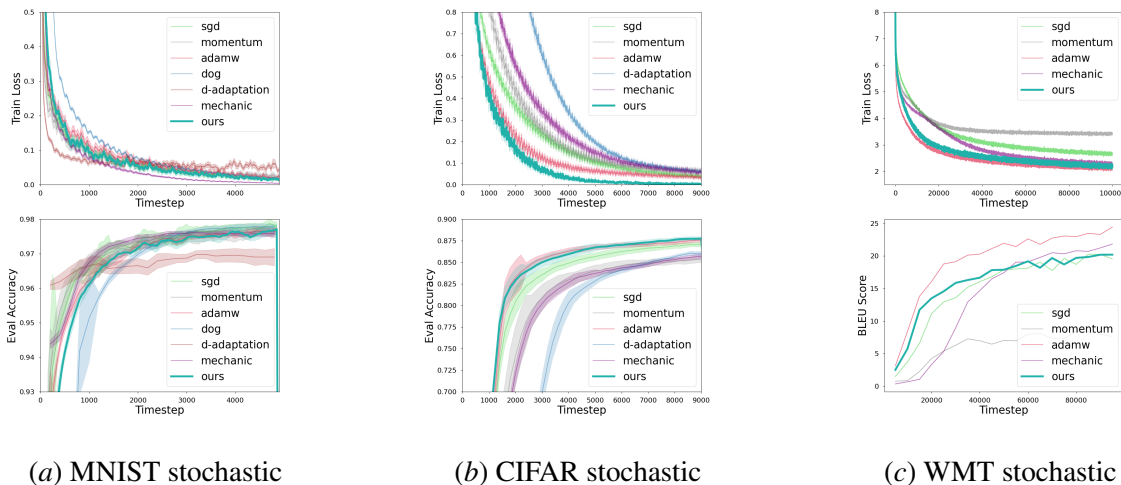 0.5
0.4
0.3
0.2
0.1
0.0
Train Loss
0 1000 2000 3000 4000
Timestep
sgd
momentum
adamw
dog
d-adaptation
mechanic
ours
0.8
0.7
0.6
0.5
0.4
0.3
0.2
0.1
0.0
Train Loss
0 1000 2000 3000 4000 5000 6000 7000 8000 9000
Timestep
sgd
momentum
adamw
d-adaptation
mechanic
ours
8
7
6
5
4
3
2
Train Loss
0 20000 40000 60000 80000 100000
Timestep
sgd
momentum
adamw
mechanic
ours
0.98
0.97
0.96
0.95
0.94
0.93
Eval Accuracy
0 1000 2000 3000 4000
Timestep
sgd
momentum
adamw
dog
d-adaptation
mechanic
ours
0.900
0.875
0.850
0.825
0.800
0.775
0.750
0.725
0.700
Eval Accuracy
0 1000 2000 3000 4000 5000 6000 7000 8000 9000
Timestep
sgd
momentum
adamw
d-adaptation
mechanic
ours
25
20
15
10
5
0
BLEU Score
20000 40000 60000 80000
Timestep
sgd
momentum
adamw
mechanic
ours
(a) MNIST stochastic
(b) CIFAR stochastic
(c) WMT stochastic